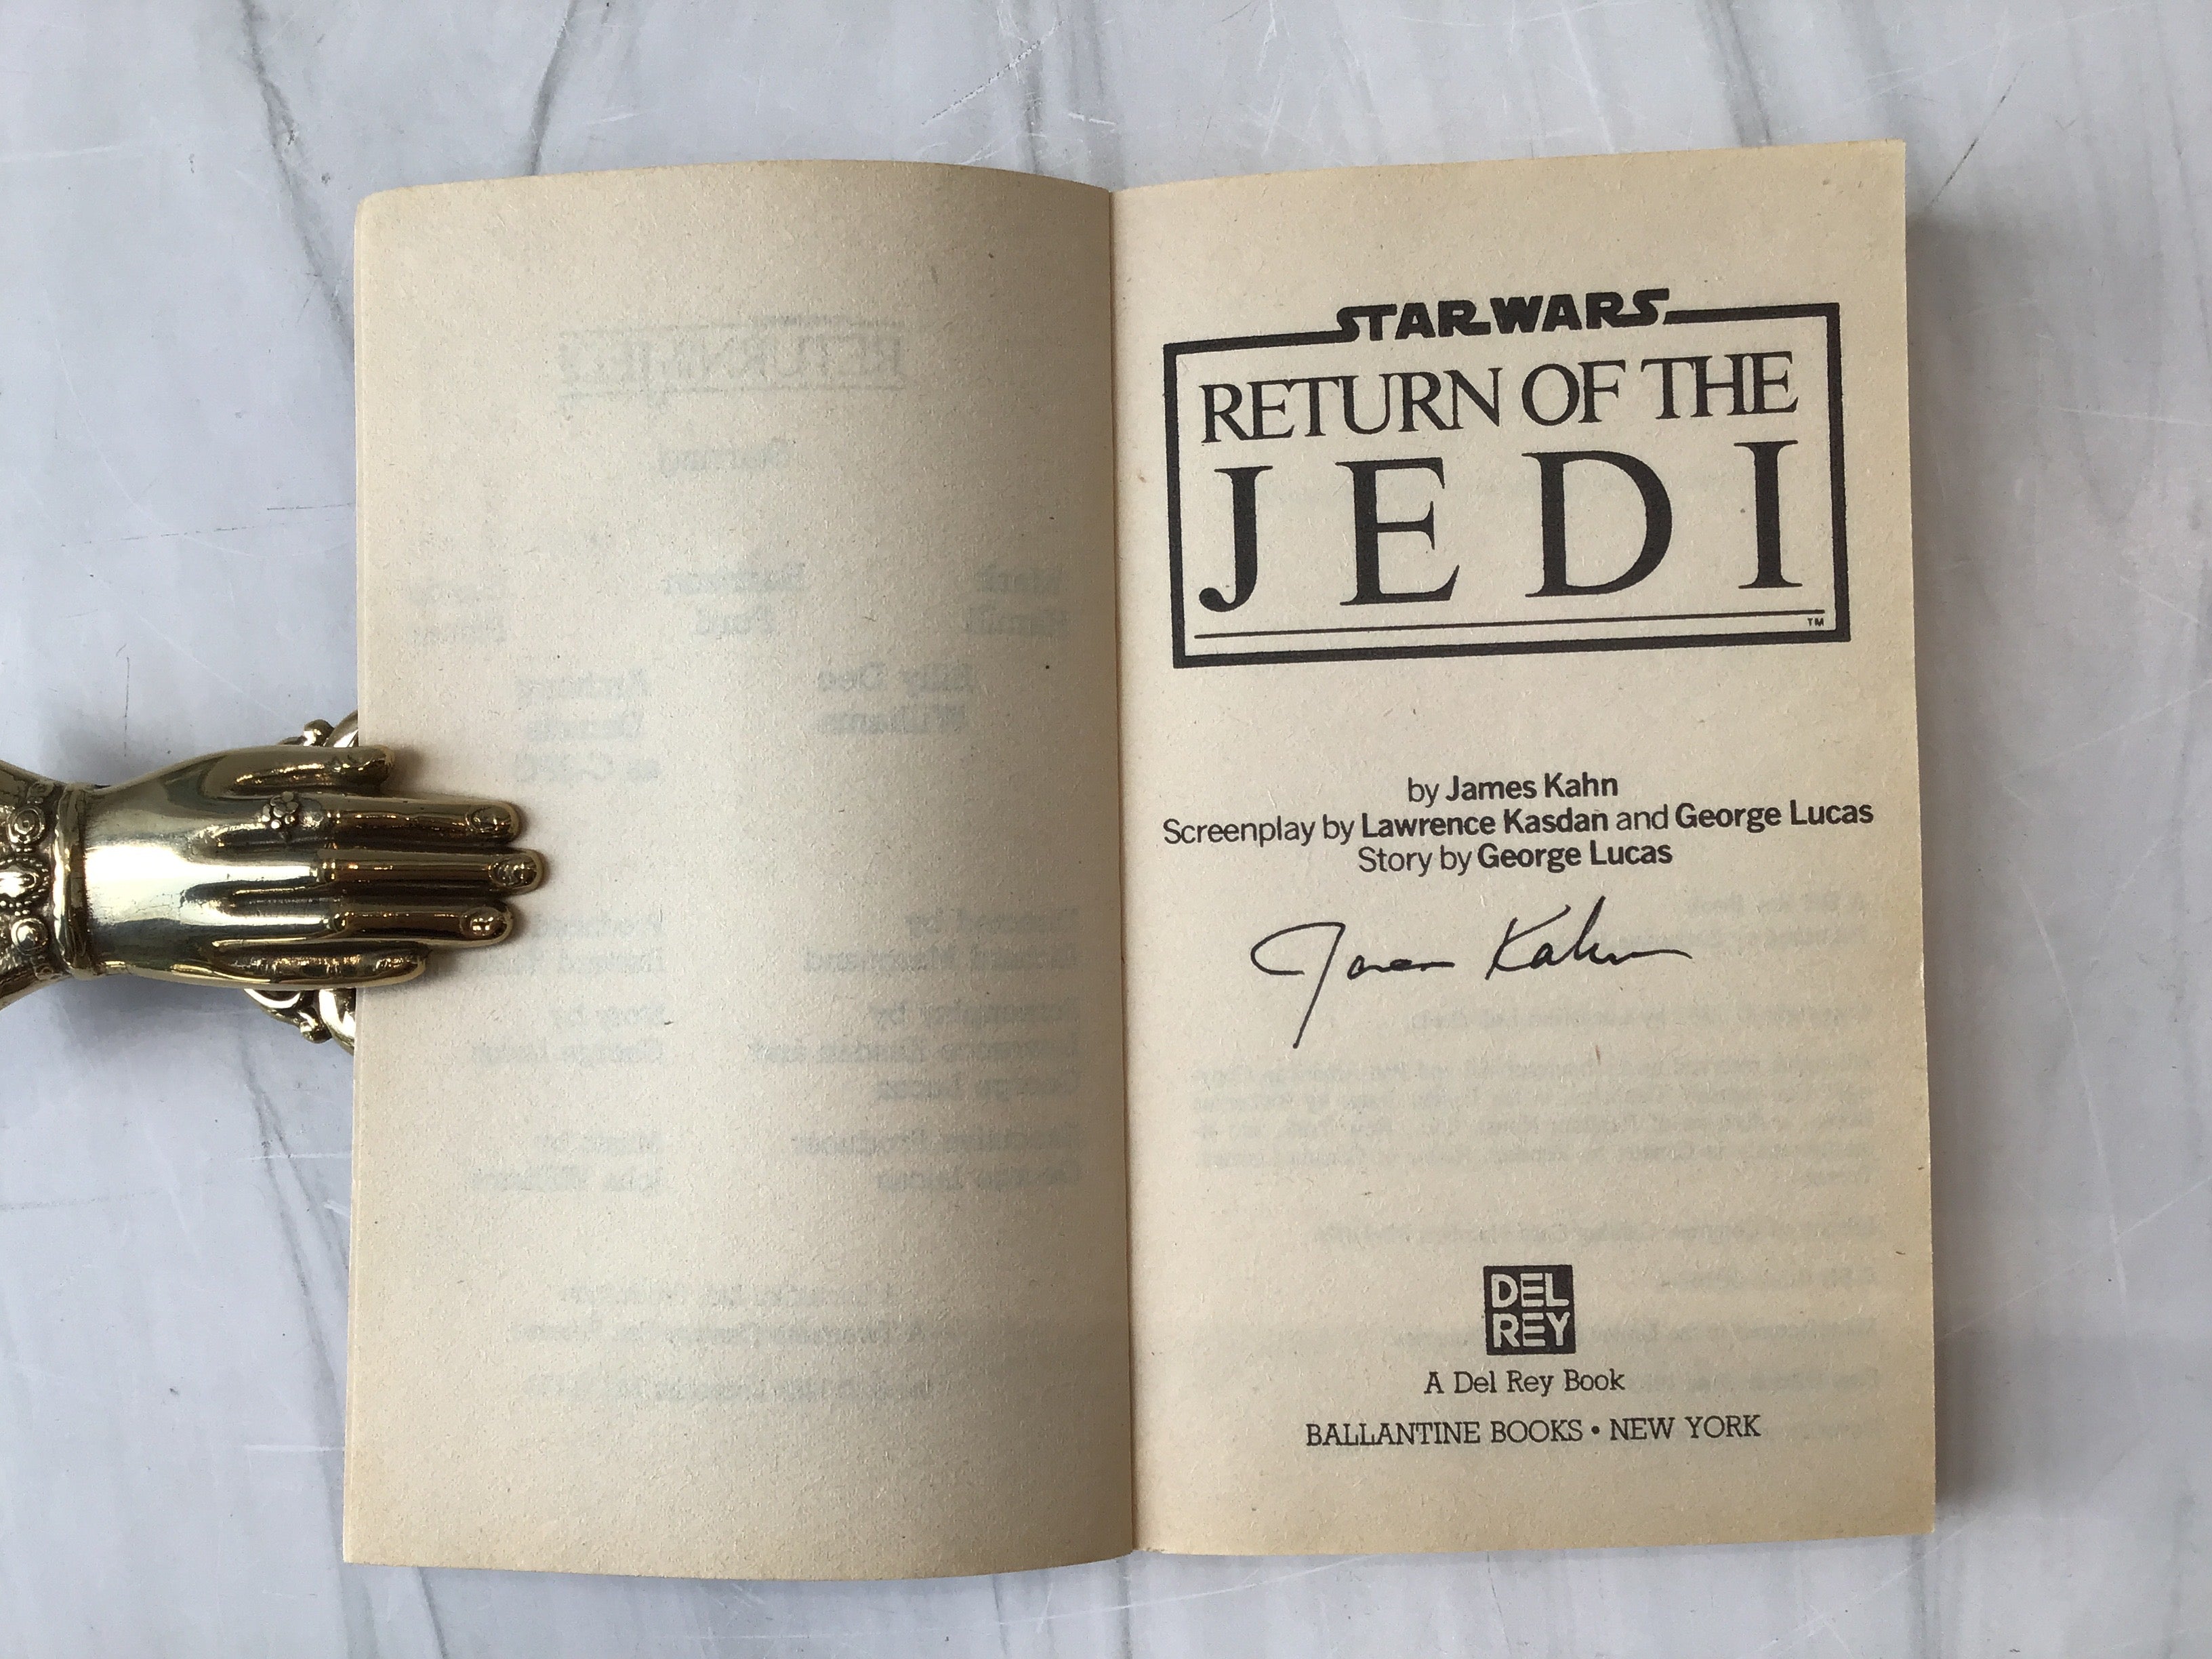 STAR WARS
RETURN OF THE
JEDI
TM
by James Kahn
Screenplay by Lawrence Kasdan and George Lucas
Story by George Lucas
James Kahn
DEL
REY
A Del Rey Book
BALLANTINE BOOKS • NEW YORK